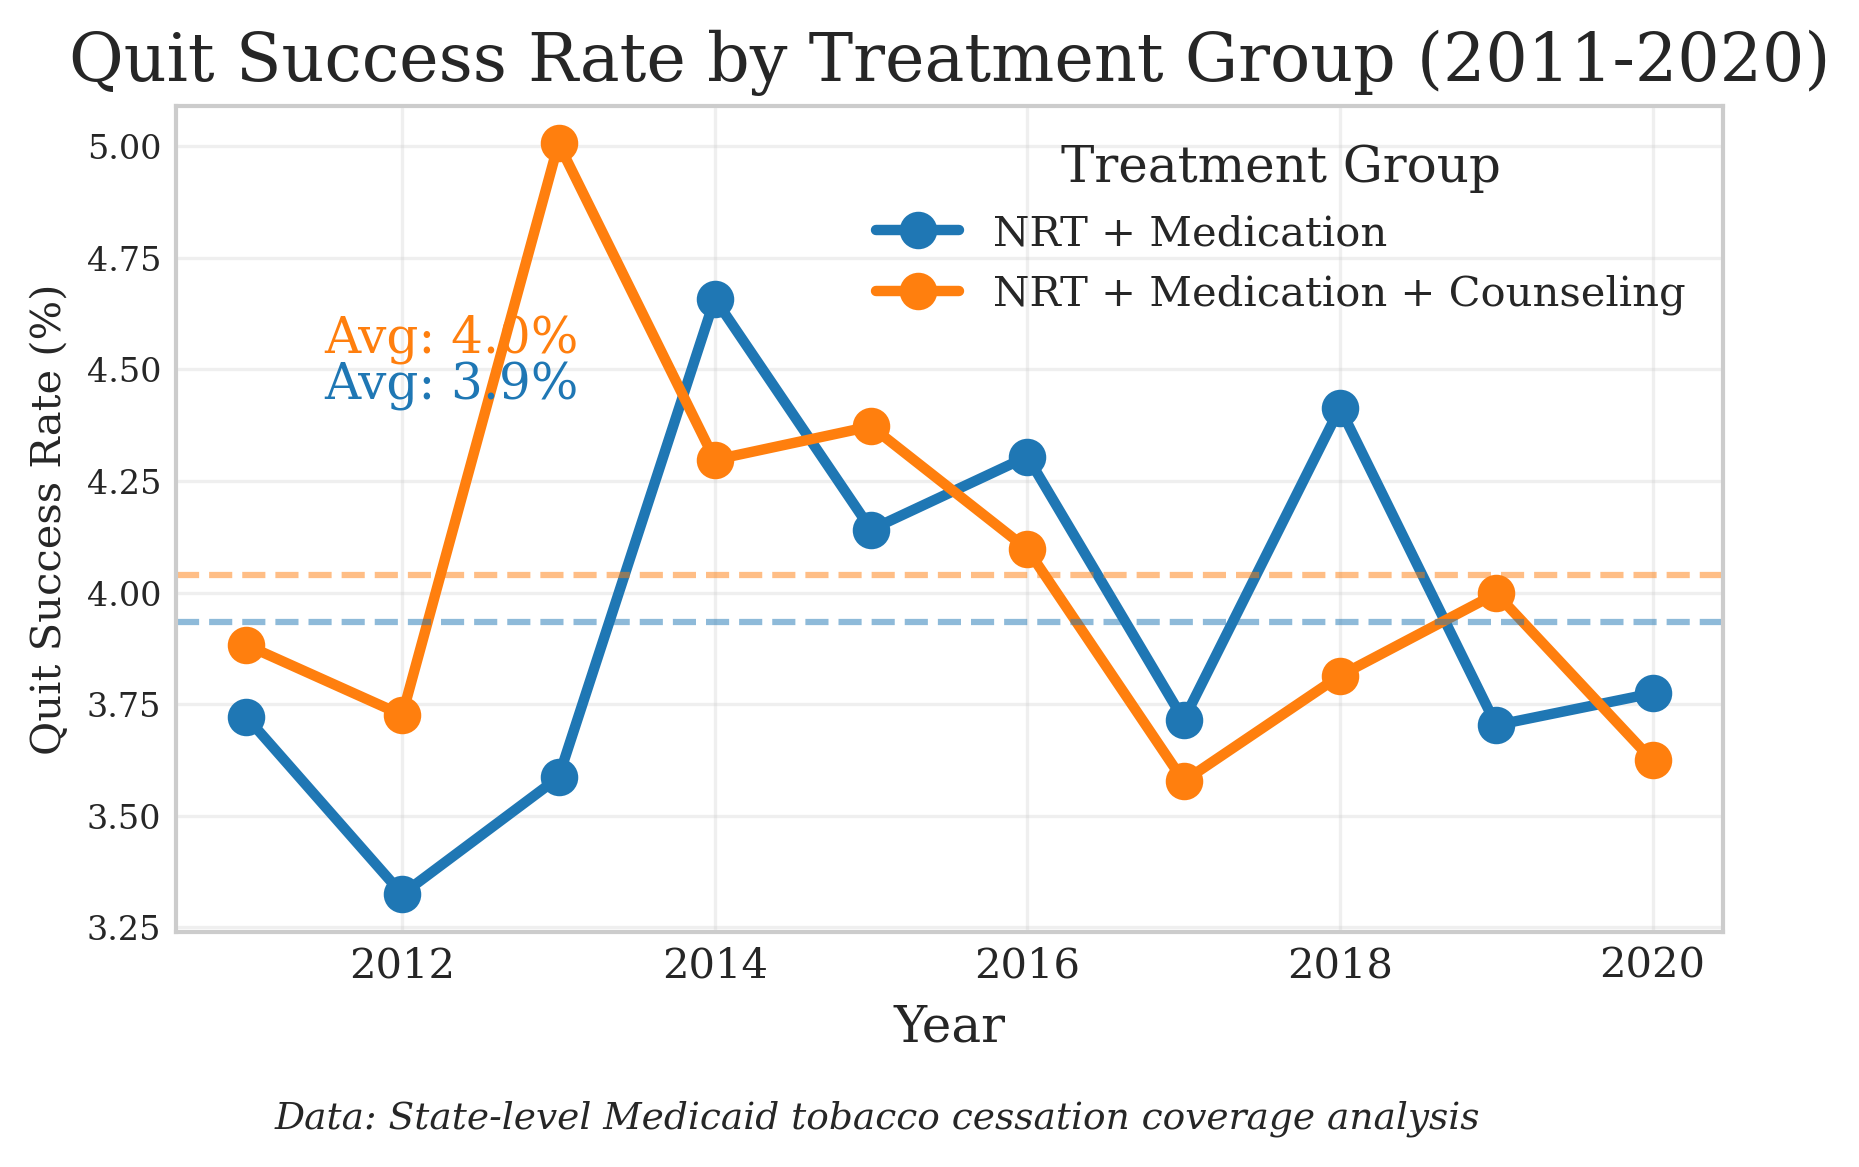 Quit Success Rate by Treatment Group (2011-2020)
Quit Success Rate (%)
5.00
4.75
4.50
4.25
4.00
3.75
3.50
3.25
Treatment Group
NRT + Medication
NRT + Medication + Counseling
Avg: 4.0%
Avg: 3.9%
2012 2014 2016 2018 2020
Year
Data: State-level Medicaid tobacco cessation coverage analysis